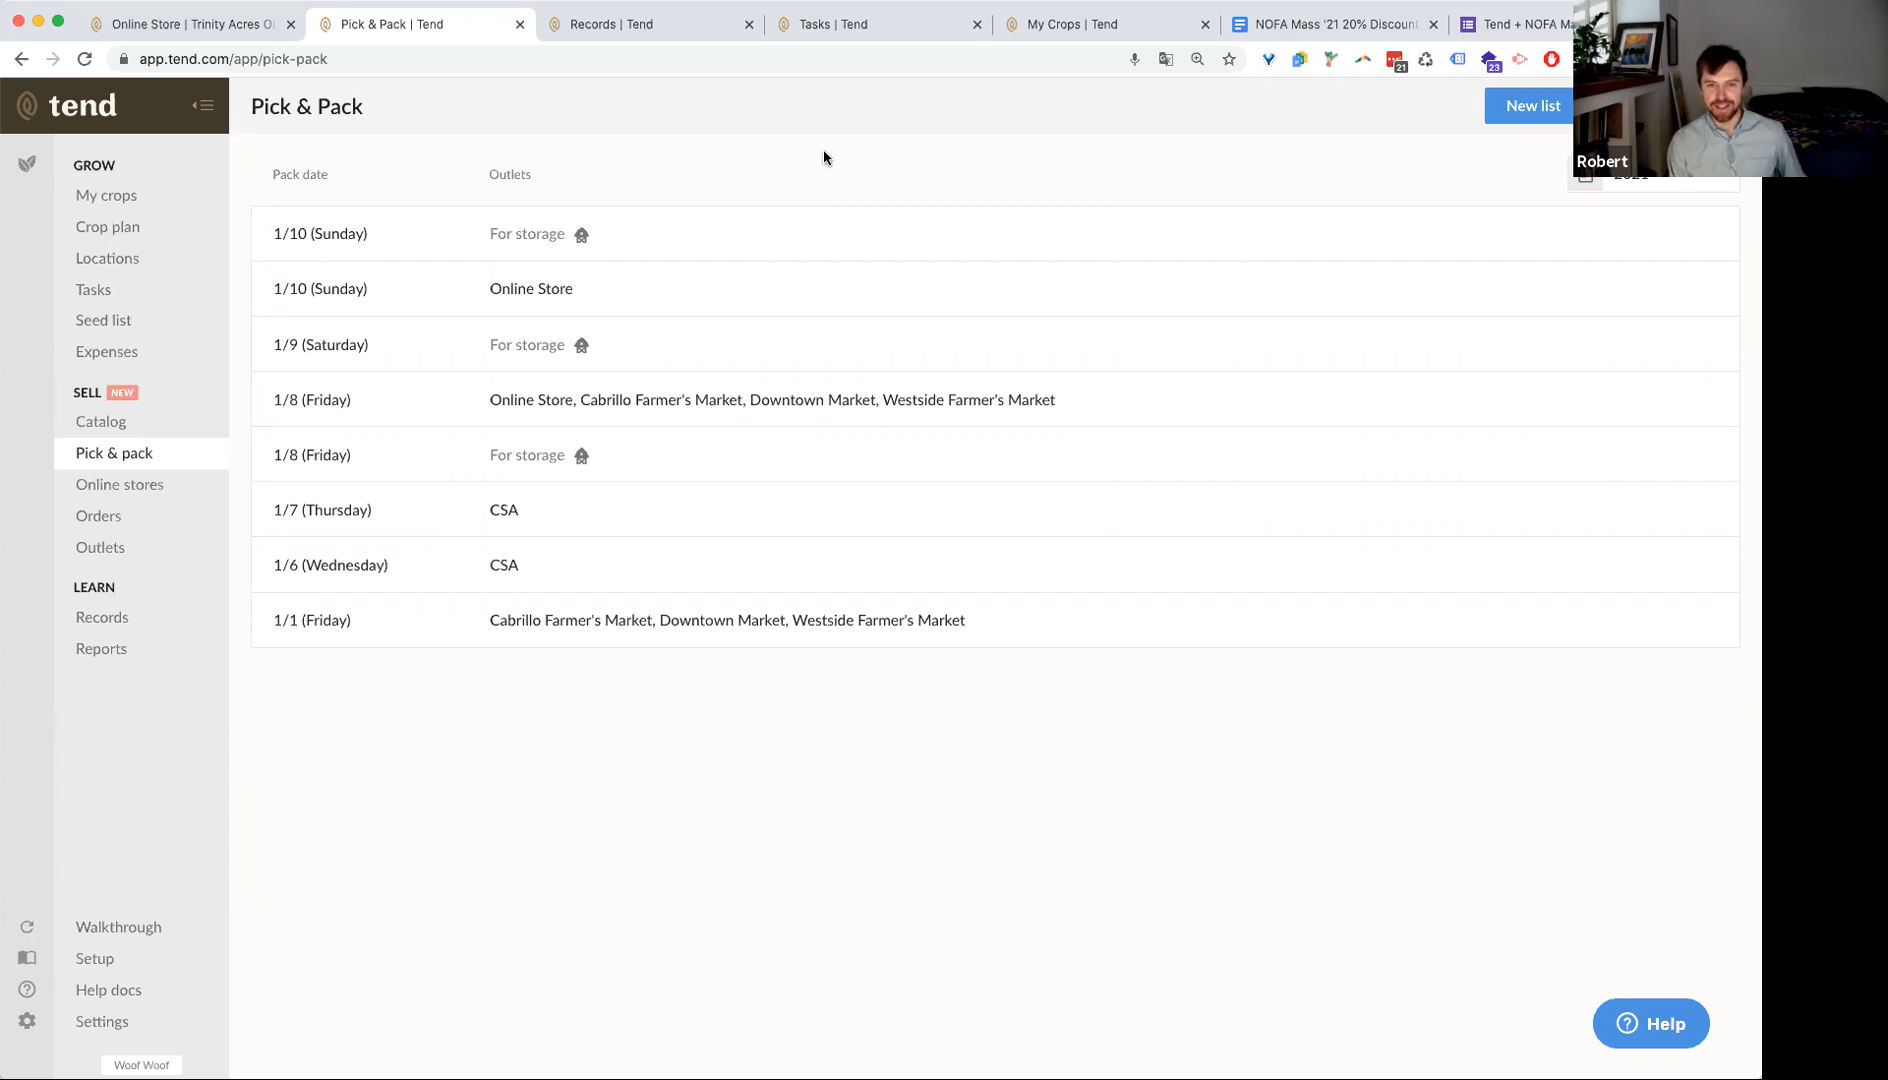 Online Store | Trinity Acres O
Pick & Pack | Tend
Records | Tend
Tasks | Tend
My Crops | Tend
NOFA Mass '21 20% Discount
Tend + NOFA Ma
app.tend.com/app/pick-pack
21
23
tend
Pick & Pack
New list
Robert
GROW
My crops
Crop plan
Locations
Tasks
Seed list
Expenses
SELL NEW
Catalog
Pick & pack
Online stores
Orders
Outlets
LEARN
Records
Reports
Walkthrough
Setup
Help docs
Settings
Woof Woof
Pack date Outlets
2021
1/10 (Sunday) For storage
1/10 (Sunday) Online Store
1/9 (Saturday) For storage
1/8 (Friday) Online Store, Cabrillo Farmer's Market, Downtown Market, Westside Farmer's Market
1/8 (Friday) For storage
1/7 (Thursday) CSA
1/6 (Wednesday) CSA
1/1 (Friday) Cabrillo Farmer's Market, Downtown Market, Westside Farmer's Market
Help